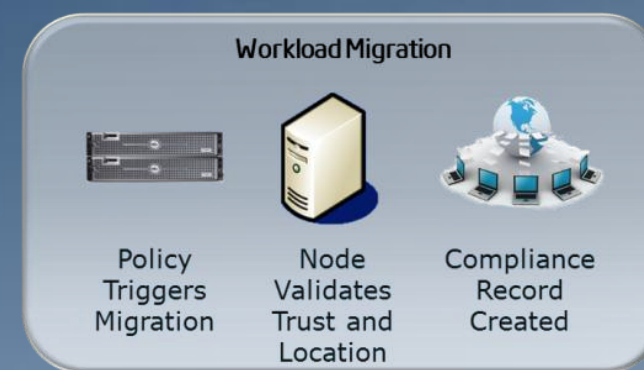 Workload Migration
Policy
Triggers
Migration
Node
Validates
Trust and
Location
Compliance
Record
Created